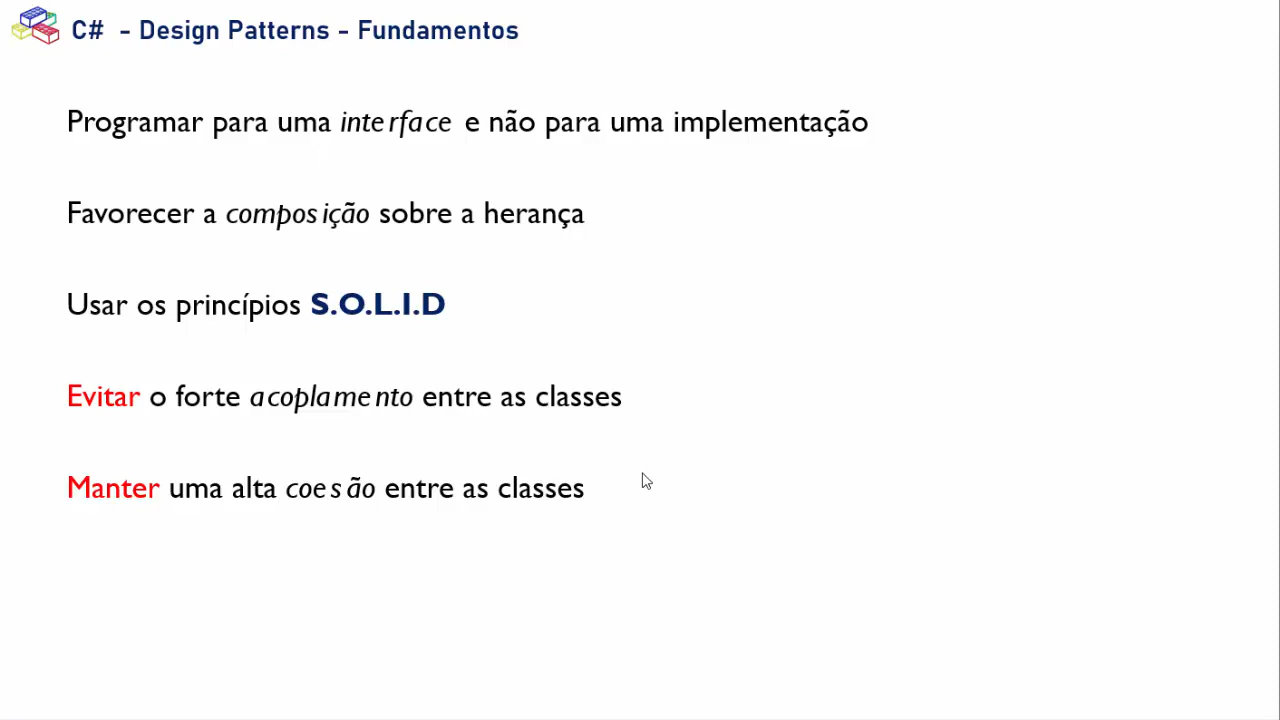 C# - Design Patterns - Fundamentos
Programar para uma interface e não para uma implementação
Favorecer a composição sobre a herança
Usar os princípios S.O.L.I.D
Evitar o forte acoplamento entre as classes
Manter uma alta coesão entre as classes